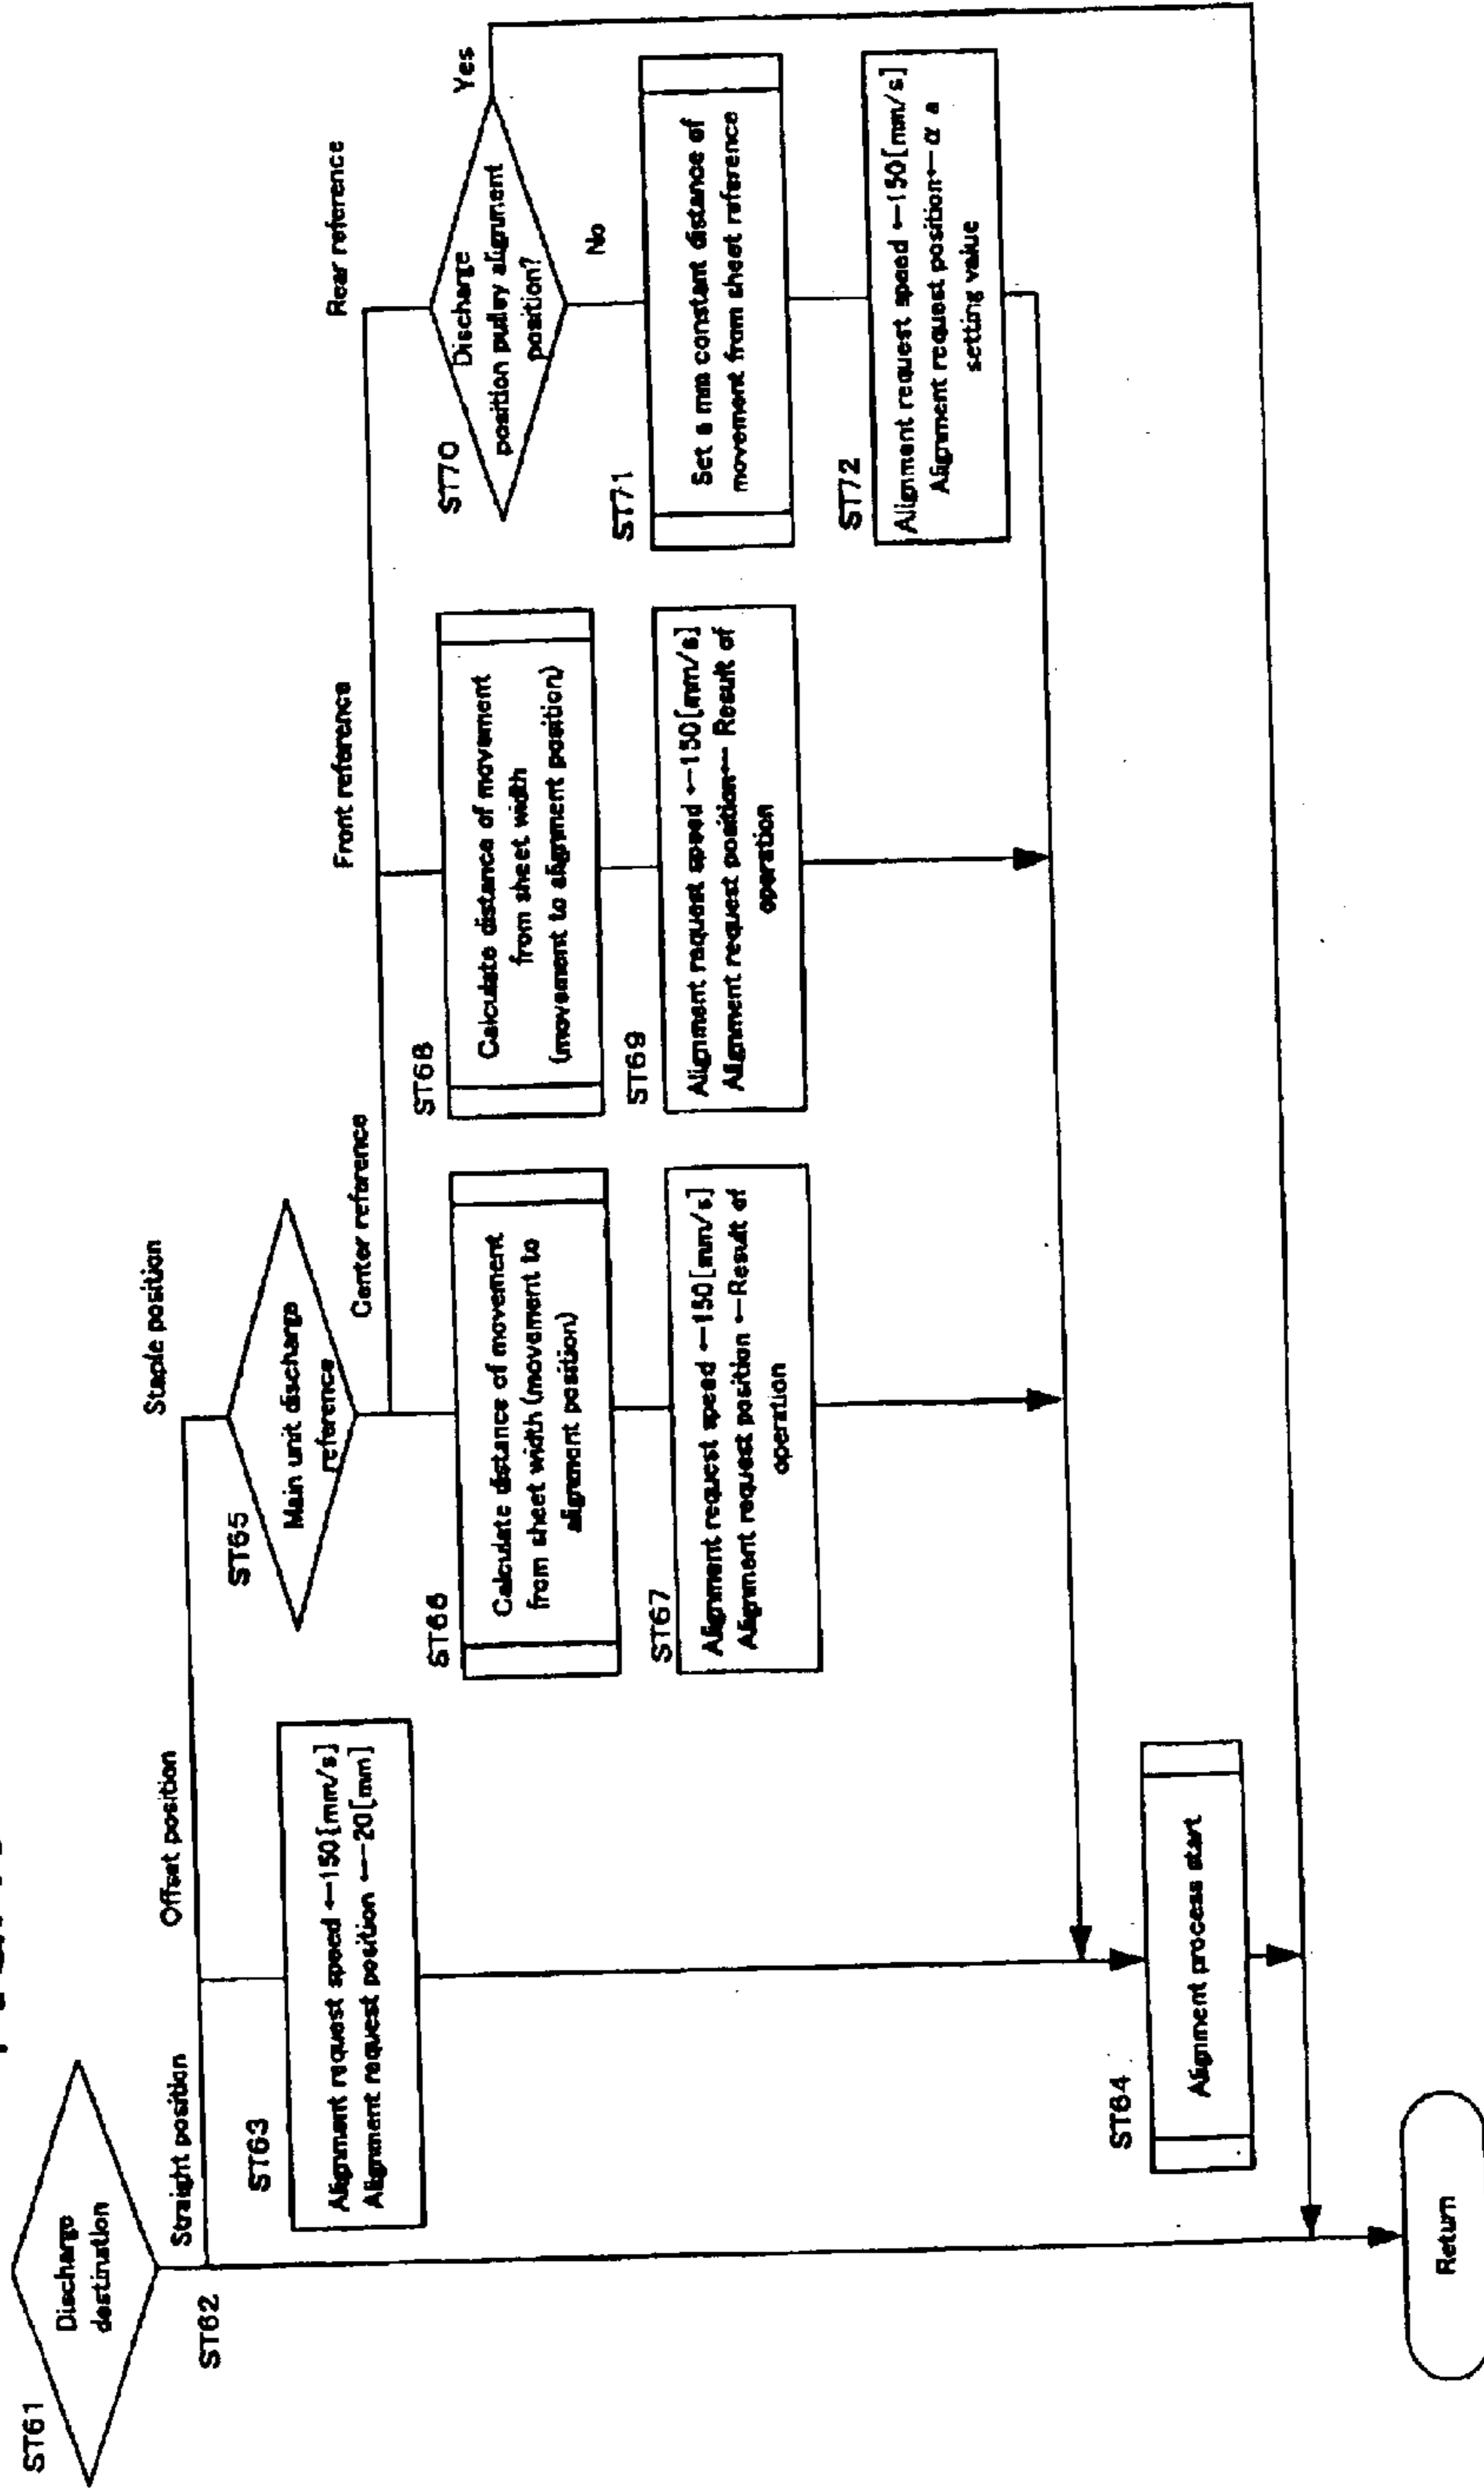 ST61
Discharge
destination
ST62
Straight position
Offset position
Staple position
ST63
Alignment request speed ←150[mm/s]
Alignment request position ←-20[mm]
ST64
Alignment process start
ST65
Main unit discharge
reference
Center reference
Front reference
Rear reference
ST66
Calculate distance of movement
from sheet width (movement to
alignment position)
ST67
Alignment request speed ←150[mm/s]
Alignment request position ←Result of
operation
ST68
Calculate distance of movement
from sheet width
(movement to alignment position)
ST69
Alignment request speed ←150[mm/s]
Alignment request position← Result of
operation
ST70
Discharge
position pulley alignment
position?
Yes
No
ST71
Set a mm constant distance of
movement from sheet reference
ST72
Alignment request speed ←150[mm/s]
Alignment request position← α a
setting value
Return